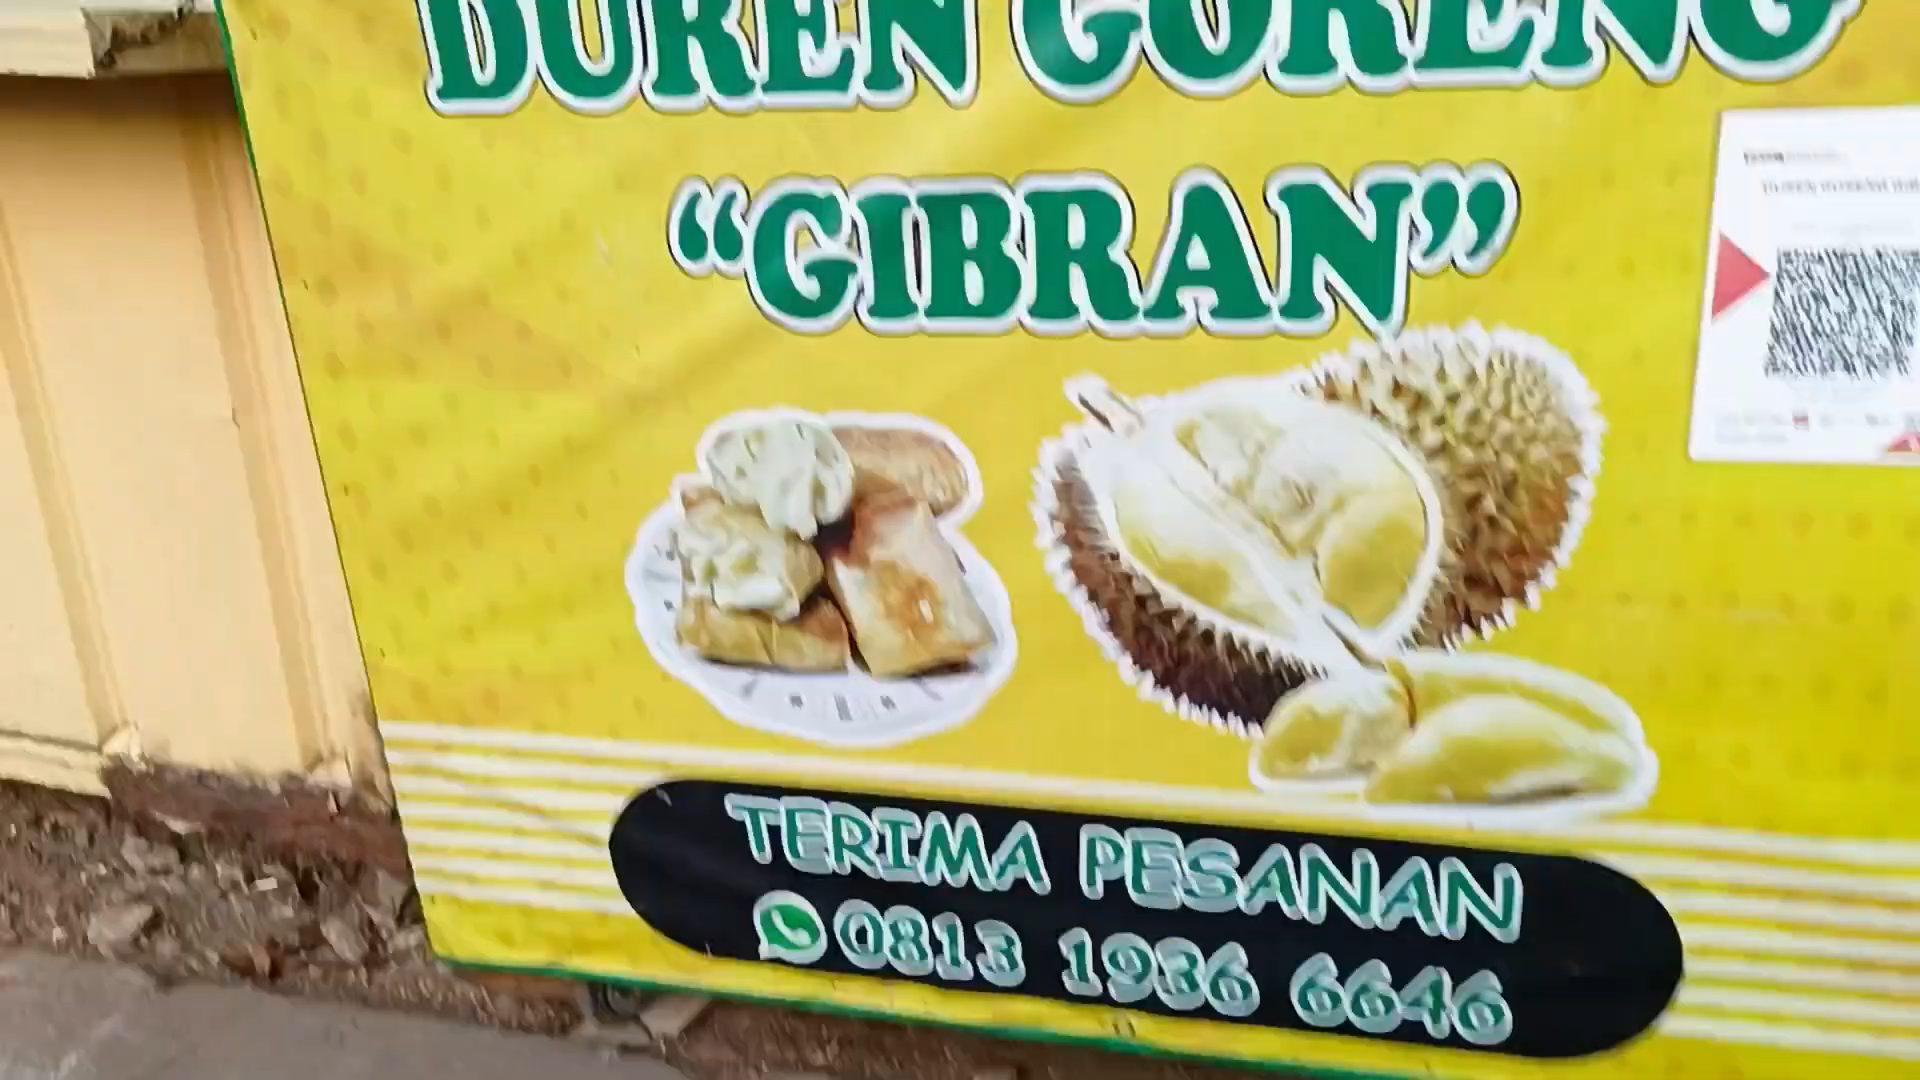 DUREN GORENG
“GIBRAN”
TERIMA PESANAN
0813 1936 6646